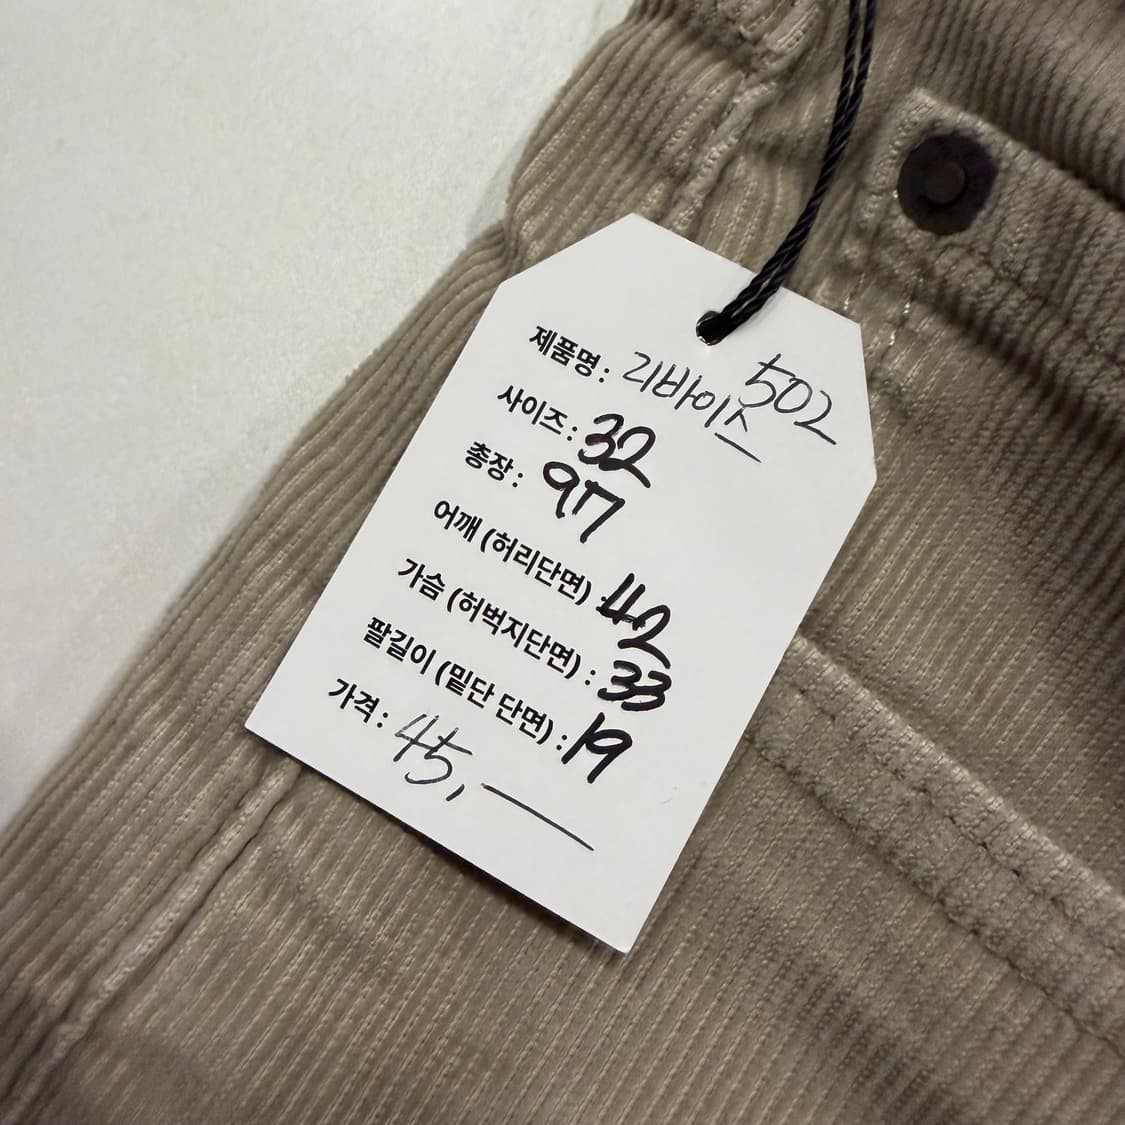 제품명 : 리바이스 502
사이즈 : 32
총장 : 97
어깨 (허리단면) : 42
가슴 (허벅지단면) : 33
팔길이 (밑단 단면) : 19
가격 : 45,—